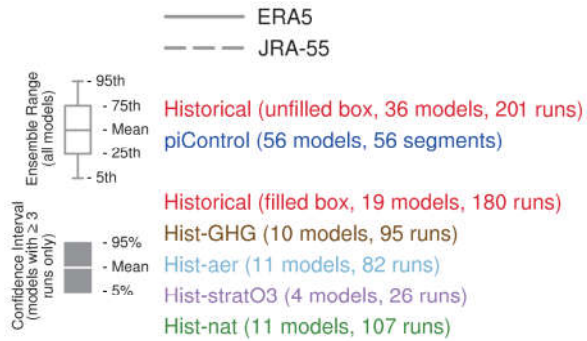 ERA5
JRA-55
Ensemble Range
(all models)
- 95th
- 75th
- Mean
- 25th
- 5th
Historical (unfilled box, 36 models, 201 runs)
piControl (56 models, 56 segments)
Confidence Interval
(models with ≥ 3
runs only)
- 95%
- Mean
- 5%
Historical (filled box, 19 models, 180 runs)
Hist-GHG (10 models, 95 runs)
Hist-aer (11 models, 82 runs)
Hist-stratO3 (4 models, 26 runs)
Hist-nat (11 models, 107 runs)